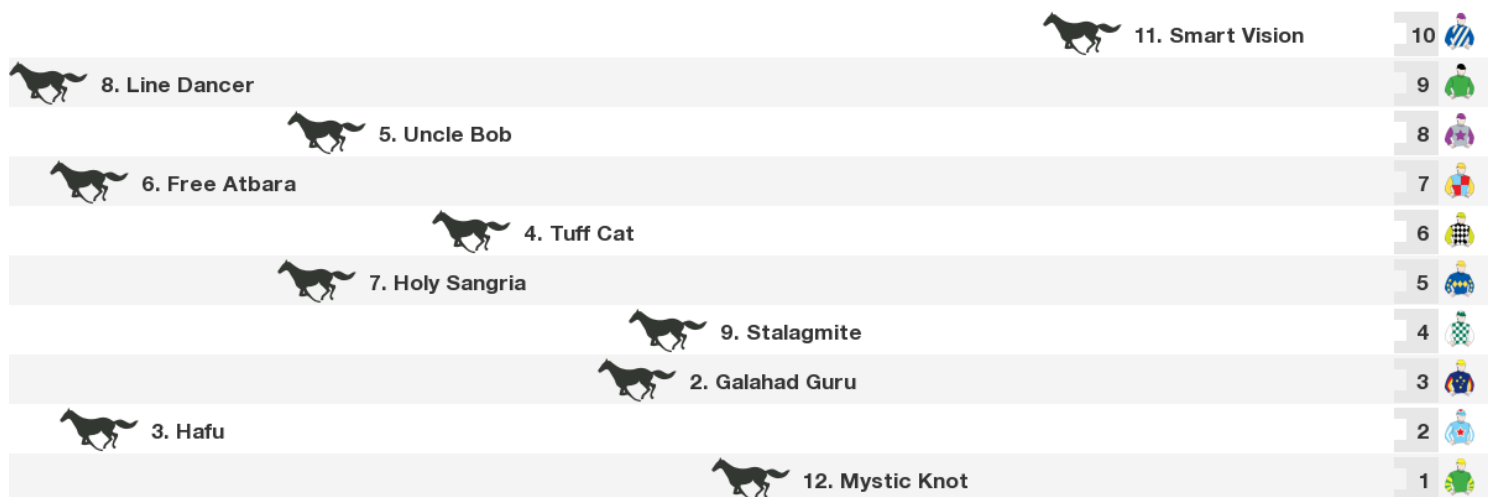 11. Smart Vision 10
8. Line Dancer 9
5. Uncle Bob 8
6. Free Atbara 7
4. Tuff Cat 6
7. Holy Sangria 5
9. Stalagmite 4
2. Galahad Guru 3
3. Hafu 2
12. Mystic Knot 1